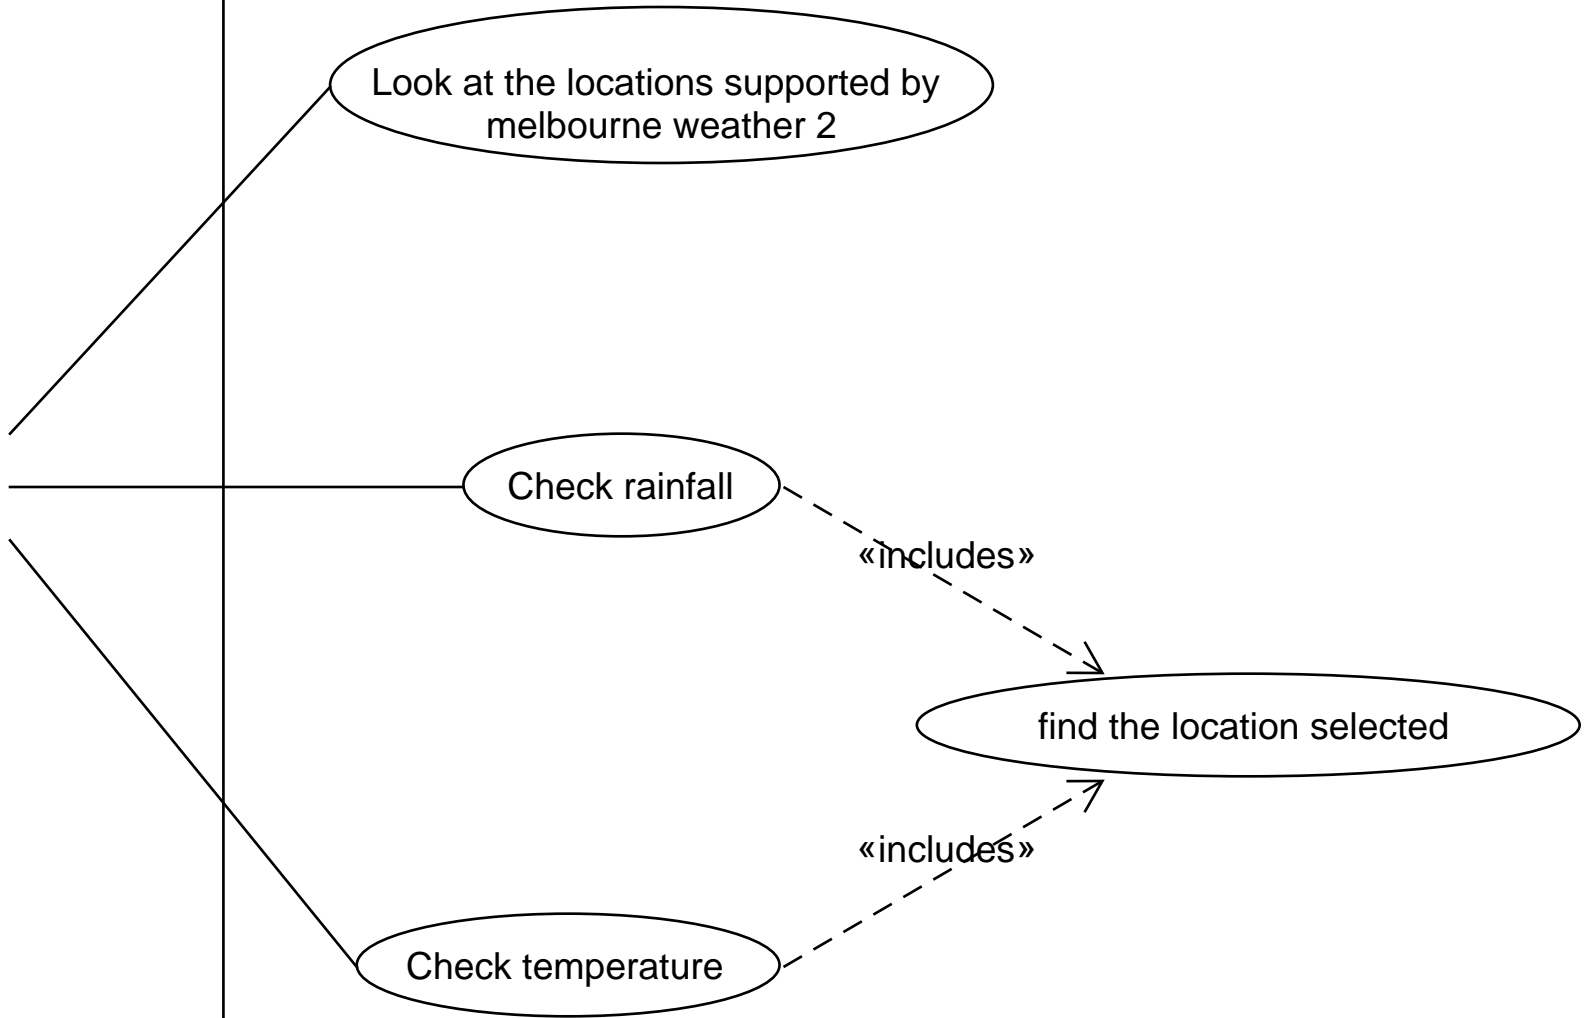 Look at the locations supported by
melbourne weather 2
Check rainfall
«includes»
find the location selected
«includes»
Check temperature